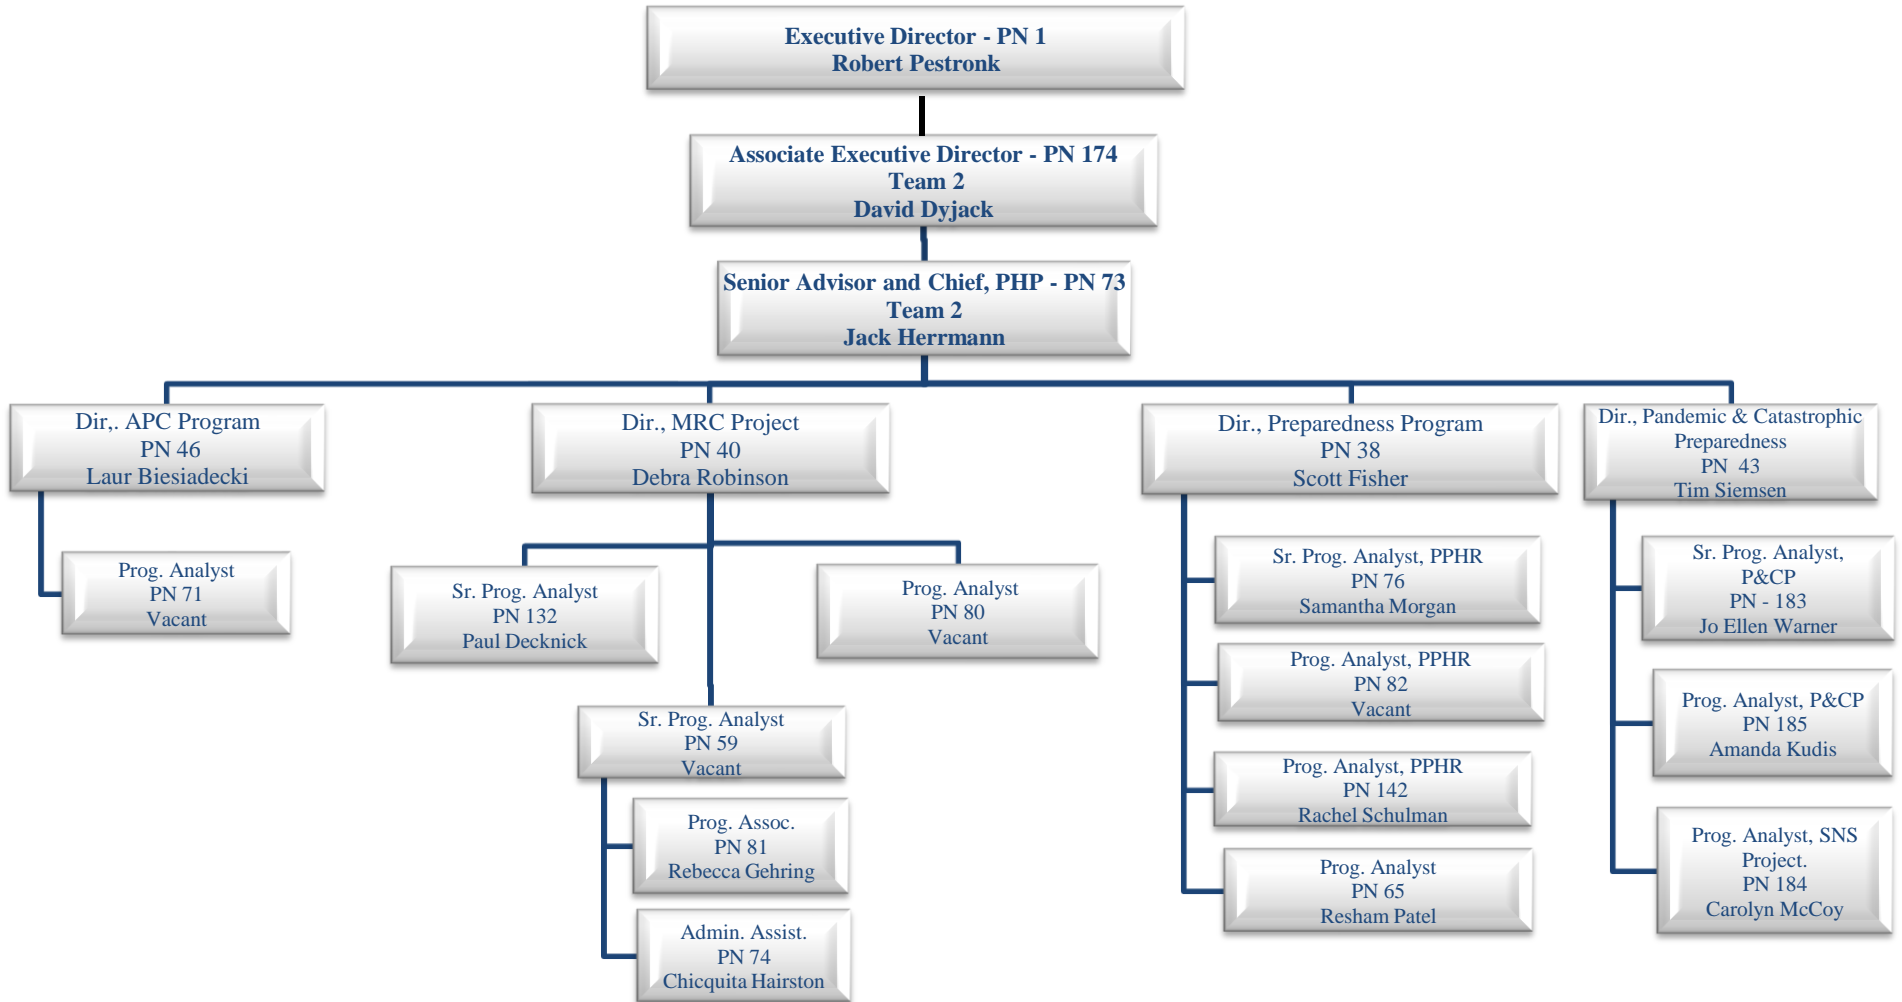 Executive Director - PN 1
Robert Pestronk
Associate Executive Director - PN 174
Team 2
David Dyjack
Senior Advisor and Chief, PHP - PN 73
Team 2
Jack Herrmann
Dir,. APC Program
PN 46
Laur Biesiadecki
Prog. Analyst
PN 71
Vacant
Dir., MRC Project
PN 40
Debra Robinson
Sr. Prog. Analyst
PN 132
Paul Decknick
Prog. Analyst
PN 80
Vacant
Sr. Prog. Analyst
PN 59
Vacant
Prog. Assoc.
PN 81
Rebecca Gehring
Admin. Assist.
PN 74
Chicquita Hairston
Dir., Preparedness Program
PN 38
Scott Fisher
Sr. Prog. Analyst, PPHR
PN 76
Samantha Morgan
Prog. Analyst, PPHR
PN 82
Vacant
Prog. Analyst, PPHR
PN 142
Rachel Schulman
Prog. Analyst
PN 65
Resham Patel
Dir., Pandemic & Catastrophic
Preparedness
PN 43
Tim Siemsen
Sr. Prog. Analyst,
P&CP
PN - 183
Jo Ellen Warner
Prog. Analyst, P&CP
PN 185
Amanda Kudis
Prog. Analyst, SNS
Project.
PN 184
Carolyn McCoy